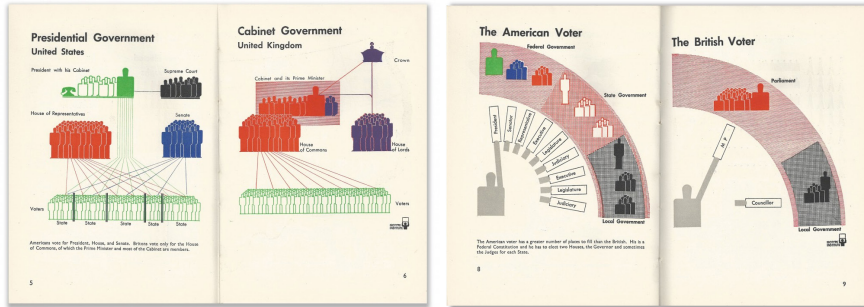 Presidential Government
United States
President with his Cabinet
Supreme Court
House of Representatives
Senate
Voters
State
State
State
State
State
Americans vote for President, House, and Senate. Britons vote only for the House
of Commons, of which the Prime Minister and most of the Cabinet are members.
5
Cabinet Government
United Kingdom
Crown
Cabinet and its Prime Minister
House
of Commons
House
of Lords
Voters
6
The American Voter
Federal Government
State Government
President
Senator
Representative
Executive
Legislature
Judiciary
Executive
Legislature
Judiciary
Local Government
The American voter has a greater number of places to fill than the British. His is a
Federal Constitution and he has to elect two Houses, the Governor and sometimes
the Judges for each State.
8
The British Voter
Parliament
M. P.
Councillor
Local Government
9